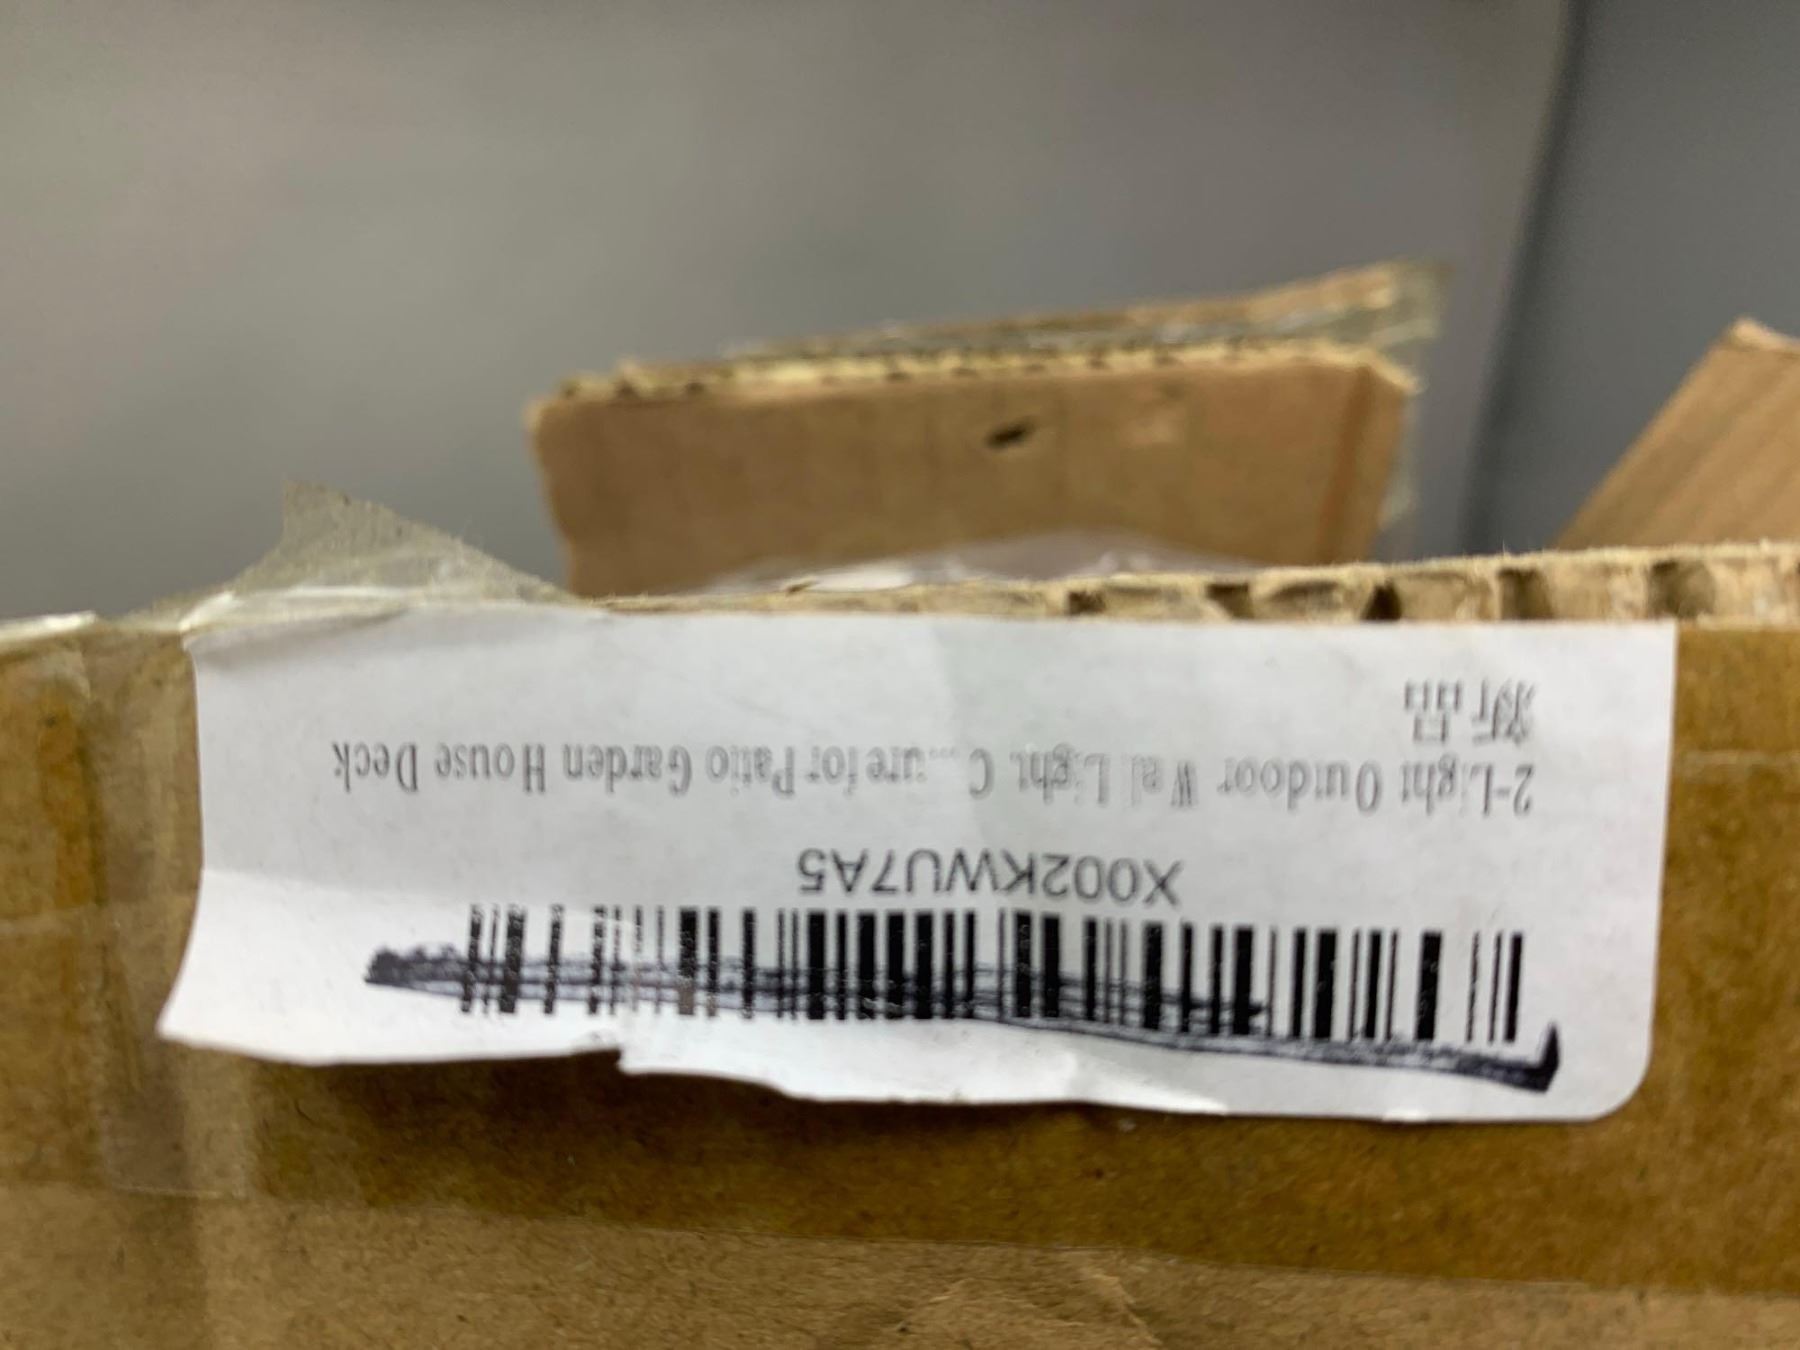 X002KWU7A5
2-Light Outdoor Wall Light, C...ure for Patio Garden House Deck
新品